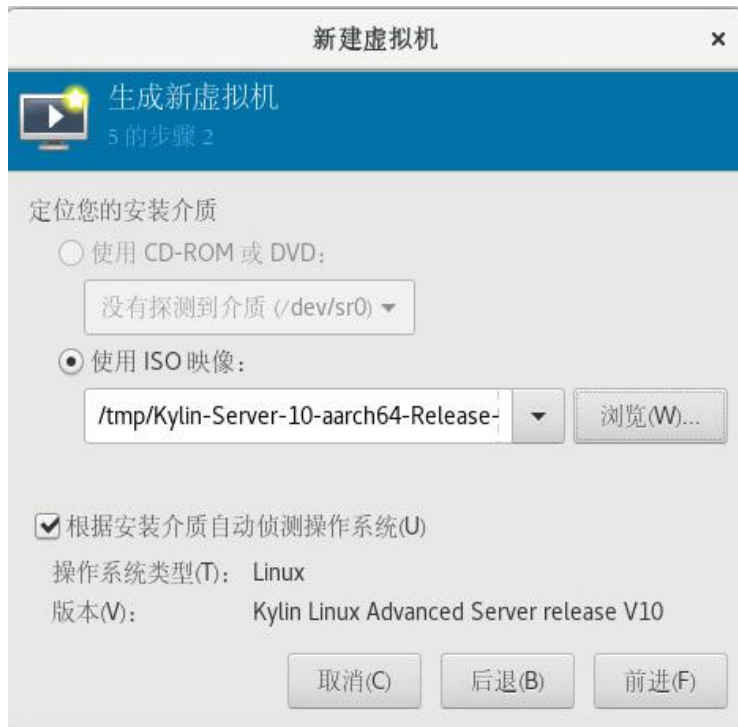 新建虚拟机 ×
生成新虚拟机
5 的步骤 2
定位您的安装介质
使用 CD-ROM 或 DVD:
没有探测到介质 (/dev/sr0)
使用 ISO 映像:
/tmp/Kylin-Server-10-aarch64-Release- 浏览(W)...
根据安装介质自动侦测操作系统(U)
操作系统类型(T): Linux
版本(V): Kylin Linux Advanced Server release V10
取消(C) 后退(B) 前进(F)